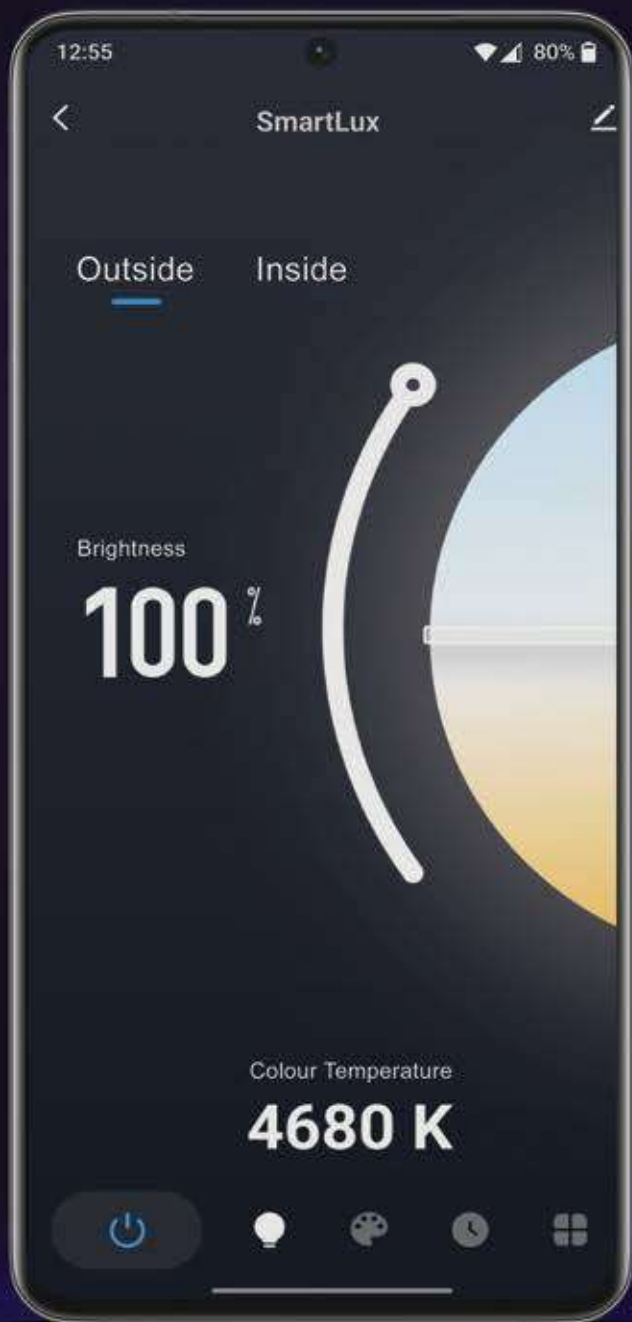 12:55
80%
SmartLux
Outside Inside
Brightness
100 %
Colour Temperature
4680 K